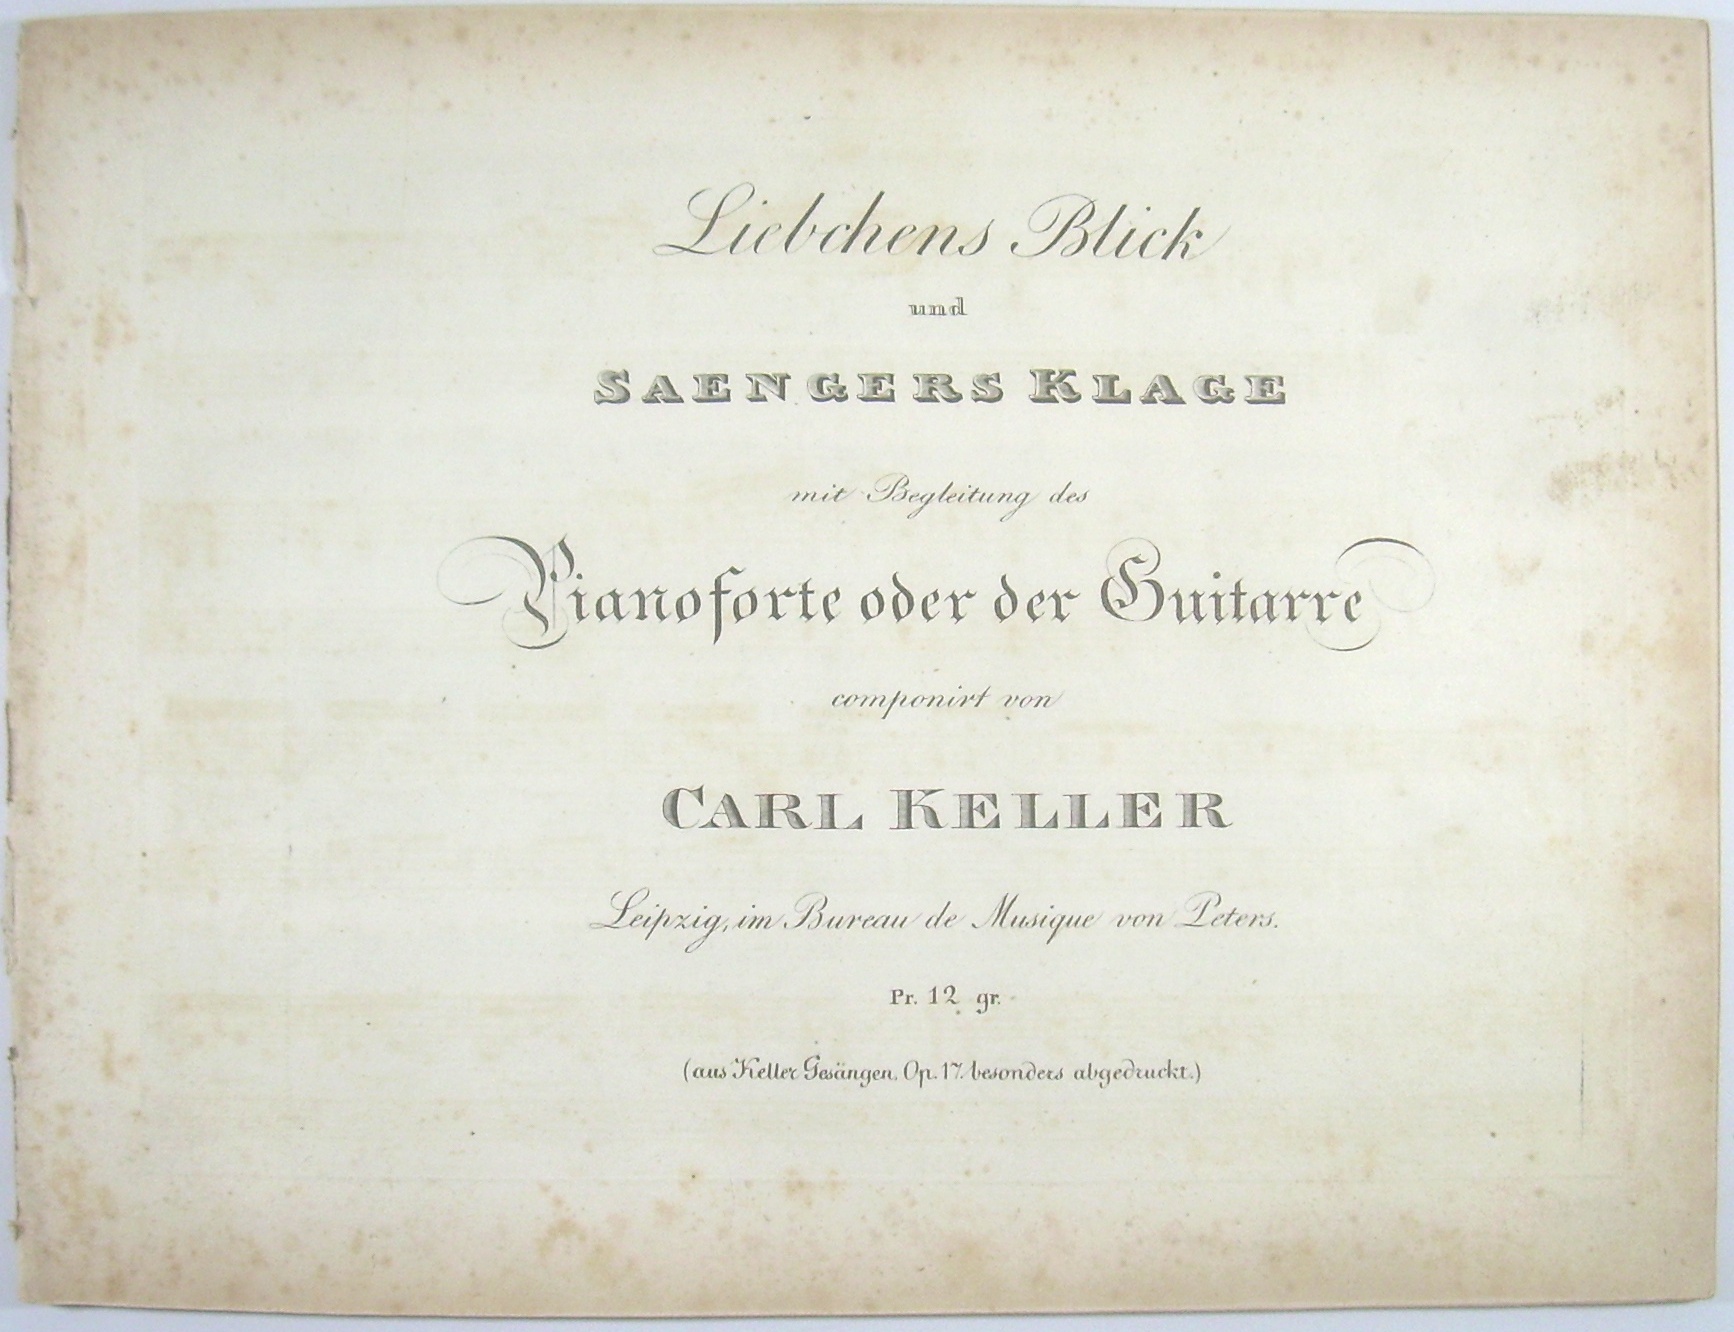 Liebchens Blick
und
SAENGERS KLAGE
mit Begleitung des
Pianoforte oder der Guitarre
componirt von
CARL KELLER
Leipzig, im Bureau de Musique von Peters.
Pr. 12 gr.
(aus Keller Gesängen, Op. 17. besonders abgedruckt.)